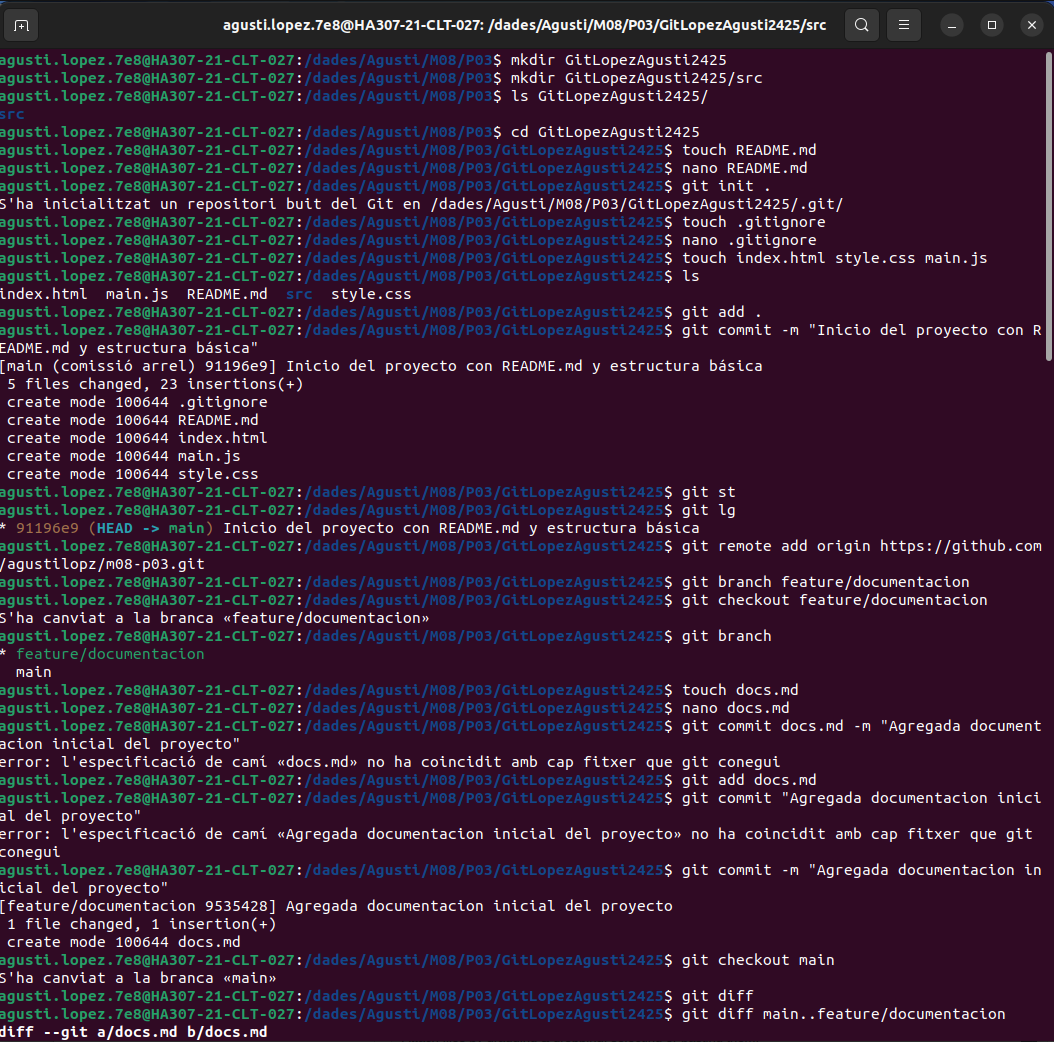 agusti.lopez.7e8@HA307-21-CLT-027: /dades/Agusti/M08/P03/GitLopezAgusti2425/src
agusti.lopez.7e8@HA307-21-CLT-027:/dades/Agusti/M08/P03$ mkdir GitLopezAgusti2425
agusti.lopez.7e8@HA307-21-CLT-027:/dades/Agusti/M08/P03$ mkdir GitLopezAgusti2425/src
agusti.lopez.7e8@HA307-21-CLT-027:/dades/Agusti/M08/P03$ ls GitLopezAgusti2425/
src
agusti.lopez.7e8@HA307-21-CLT-027:/dades/Agusti/M08/P03$ cd GitLopezAgusti2425
agusti.lopez.7e8@HA307-21-CLT-027:/dades/Agusti/M08/P03/GitLopezAgusti2425$ touch README.md
agusti.lopez.7e8@HA307-21-CLT-027:/dades/Agusti/M08/P03/GitLopezAgusti2425$ nano README.md
agusti.lopez.7e8@HA307-21-CLT-027:/dades/Agusti/M08/P03/GitLopezAgusti2425$ git init .
S'ha inicialitzat un repositori buit del Git en /dades/Agusti/M08/P03/GitLopezAgusti2425/.git/
agusti.lopez.7e8@HA307-21-CLT-027:/dades/Agusti/M08/P03/GitLopezAgusti2425$ touch .gitignore
agusti.lopez.7e8@HA307-21-CLT-027:/dades/Agusti/M08/P03/GitLopezAgusti2425$ nano .gitignore
agusti.lopez.7e8@HA307-21-CLT-027:/dades/Agusti/M08/P03/GitLopezAgusti2425$ touch index.html style.css main.js
agusti.lopez.7e8@HA307-21-CLT-027:/dades/Agusti/M08/P03/GitLopezAgusti2425$ ls
index.html  main.js  README.md  src  style.css
agusti.lopez.7e8@HA307-21-CLT-027:/dades/Agusti/M08/P03/GitLopezAgusti2425$ git add .
agusti.lopez.7e8@HA307-21-CLT-027:/dades/Agusti/M08/P03/GitLopezAgusti2425$ git commit -m "Inicio del proyecto con R
EADME.md y estructura básica"
[main (comissió arrel) 91196e9] Inicio del proyecto con README.md y estructura básica
 5 files changed, 23 insertions(+)
 create mode 100644 .gitignore
 create mode 100644 README.md
 create mode 100644 index.html
 create mode 100644 main.js
 create mode 100644 style.css
agusti.lopez.7e8@HA307-21-CLT-027:/dades/Agusti/M08/P03/GitLopezAgusti2425$ git st
agusti.lopez.7e8@HA307-21-CLT-027:/dades/Agusti/M08/P03/GitLopezAgusti2425$ git lg
* 91196e9 (HEAD -> main) Inicio del proyecto con README.md y estructura básica
agusti.lopez.7e8@HA307-21-CLT-027:/dades/Agusti/M08/P03/GitLopezAgusti2425$ git remote add origin https://github.com
/agustilopz/m08-p03.git
agusti.lopez.7e8@HA307-21-CLT-027:/dades/Agusti/M08/P03/GitLopezAgusti2425$ git branch feature/documentacion
agusti.lopez.7e8@HA307-21-CLT-027:/dades/Agusti/M08/P03/GitLopezAgusti2425$ git checkout feature/documentacion
S'ha canviat a la branca «feature/documentacion»
agusti.lopez.7e8@HA307-21-CLT-027:/dades/Agusti/M08/P03/GitLopezAgusti2425$ git branch
* feature/documentacion
  main
agusti.lopez.7e8@HA307-21-CLT-027:/dades/Agusti/M08/P03/GitLopezAgusti2425$ touch docs.md
agusti.lopez.7e8@HA307-21-CLT-027:/dades/Agusti/M08/P03/GitLopezAgusti2425$ nano docs.md
agusti.lopez.7e8@HA307-21-CLT-027:/dades/Agusti/M08/P03/GitLopezAgusti2425$ git commit docs.md -m "Agregada document
acion inicial del proyecto"
error: l'especificació de camí «docs.md» no ha coincidit amb cap fitxer que git conegui
agusti.lopez.7e8@HA307-21-CLT-027:/dades/Agusti/M08/P03/GitLopezAgusti2425$ git add docs.md
agusti.lopez.7e8@HA307-21-CLT-027:/dades/Agusti/M08/P03/GitLopezAgusti2425$ git commit "Agregada documentacion inici
al del proyecto"
error: l'especificació de camí «Agregada documentacion inicial del proyecto» no ha coincidit amb cap fitxer que git
conegui
agusti.lopez.7e8@HA307-21-CLT-027:/dades/Agusti/M08/P03/GitLopezAgusti2425$ git commit -m "Agregada documentacion in
icial del proyecto"
[feature/documentacion 9535428] Agregada documentacion inicial del proyecto
 1 file changed, 1 insertion(+)
 create mode 100644 docs.md
agusti.lopez.7e8@HA307-21-CLT-027:/dades/Agusti/M08/P03/GitLopezAgusti2425$ git checkout main
S'ha canviat a la branca «main»
agusti.lopez.7e8@HA307-21-CLT-027:/dades/Agusti/M08/P03/GitLopezAgusti2425$ git diff
agusti.lopez.7e8@HA307-21-CLT-027:/dades/Agusti/M08/P03/GitLopezAgusti2425$ git diff main..feature/documentacion
diff --git a/docs.md b/docs.md